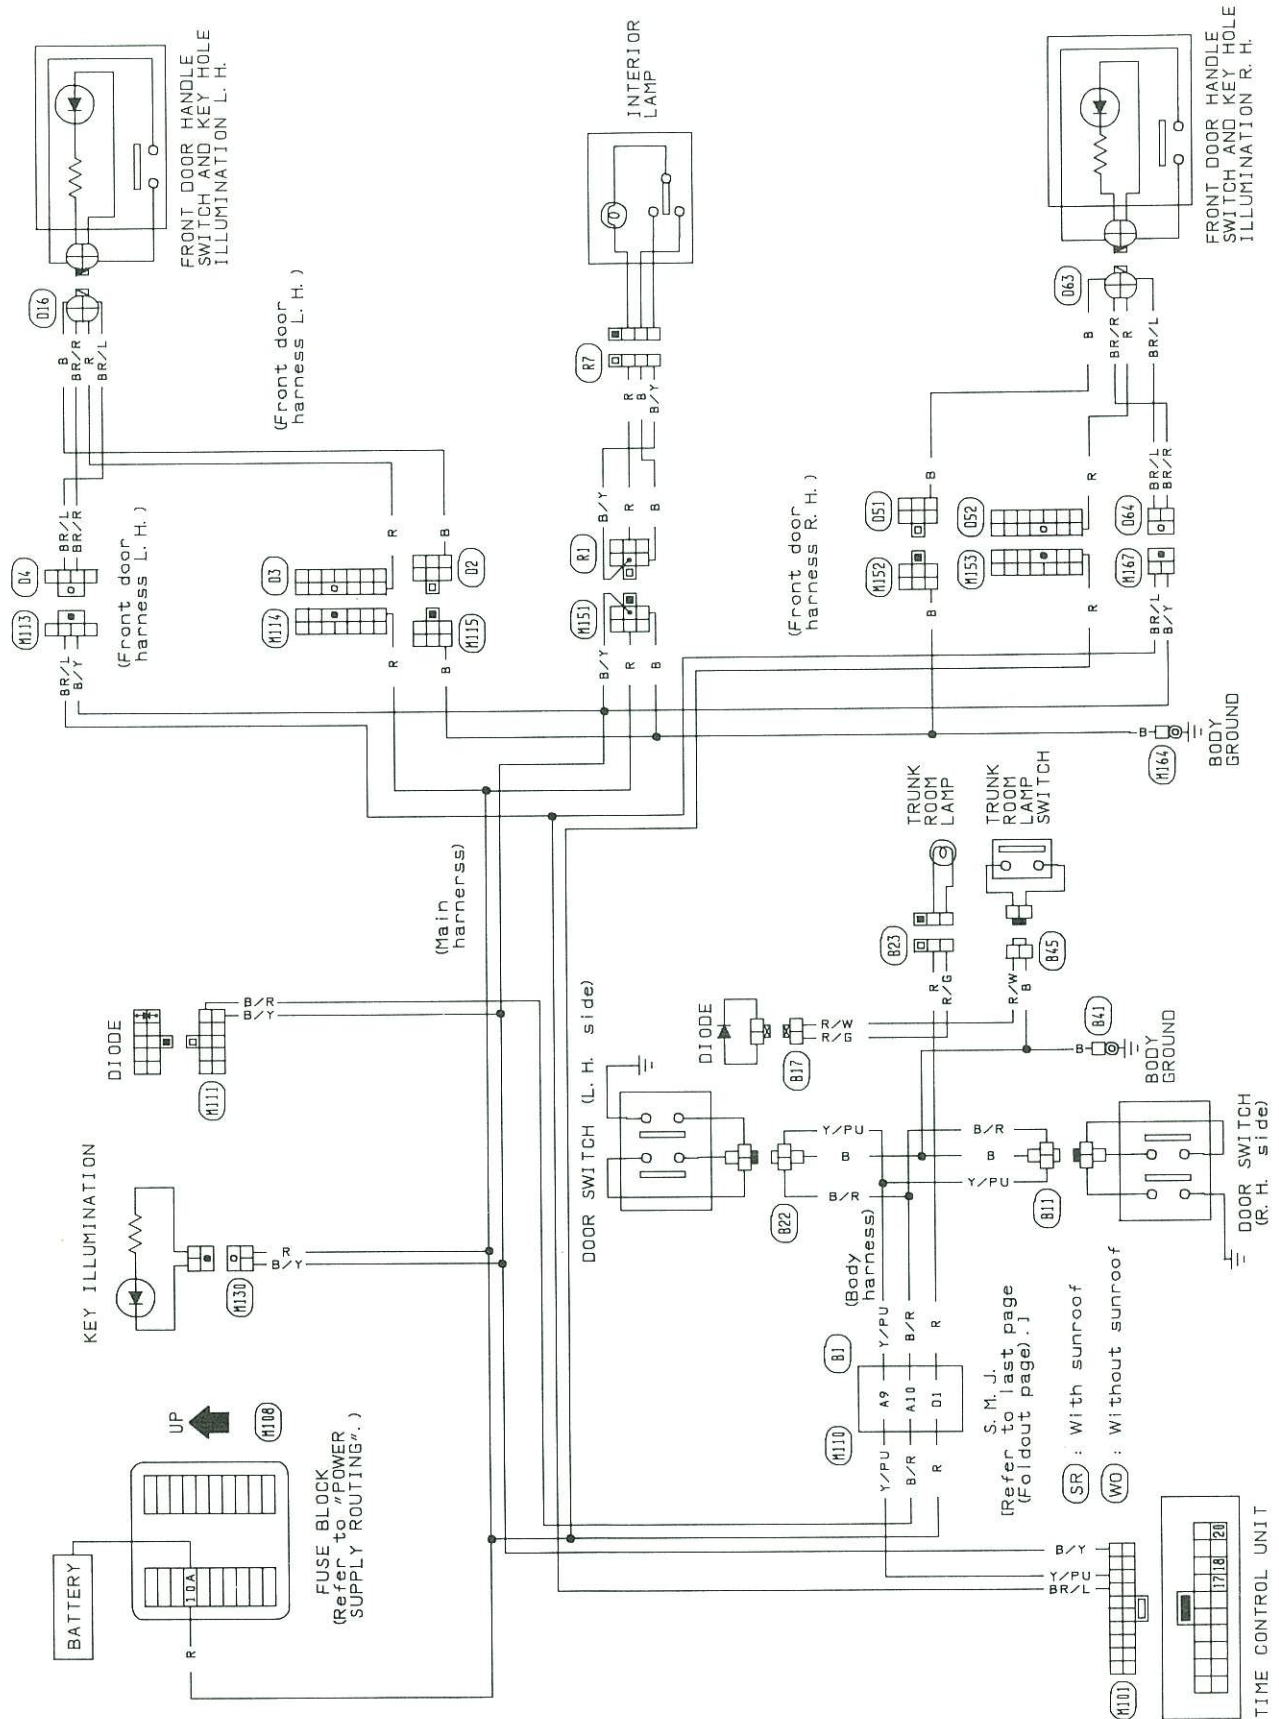 FRONT DOOR HANDLE
SWITCH AND KEY HOLE
ILLUMINATION L. H.
D16
B
BR/R
R
BR/L
(Front door
harness L. H. )
INTERIOR
LAMP
R7
R
B
B/Y
FRONT DOOR HANDLE
SWITCH AND KEY HOLE
ILLUMINATION R. H.
D63
B
BR/R
R
BR/L
D4
BR/L
BR/R
M113
BR/L
B/Y
(Front door
harness L. H. )
D3
R
M114
R
D2
B
M115
B
R1
B/Y
R
B
M151
B/Y
R
B
(Front door
harness R. H. )
D51
B
M152
B
D52
R
M153
R
D64
BR/L
BR/R
M167
BR/L
B/Y
B
M164
BODY
GROUND
(Main
harnerss)
TRUNK
ROOM
LAMP
TRUNK
ROOM
LAMP
SWITCH
B23
R
R/G
B45
R/W
B
DIODE
M111
B/R
B/Y
DIODE
B17
R/W
R/G
B
B41
BODY
GROUND
KEY ILLUMINATION
M130
R
B/Y
DOOR SWITCH (L. H. side)
B22
Y/PU
B
B/R
B/R
B
Y/PU
B11
DOOR SWITCH
(R. H. side)
(Body
harness)
B1
Y/PU
B/R
R
A9
A10
D1
M110
Y/PU
B/R
R
S. M. J.
[Refer to last page
(Foldout page).]
SR : With sunroof
WO : Without sunroof
BATTERY
10A
R
UP
M108
FUSE BLOCK
(Refer to "POWER
SUPPLY ROUTING". )
B/Y
Y/PU
BR/L
M101
17 18 20
TIME CONTROL UNIT